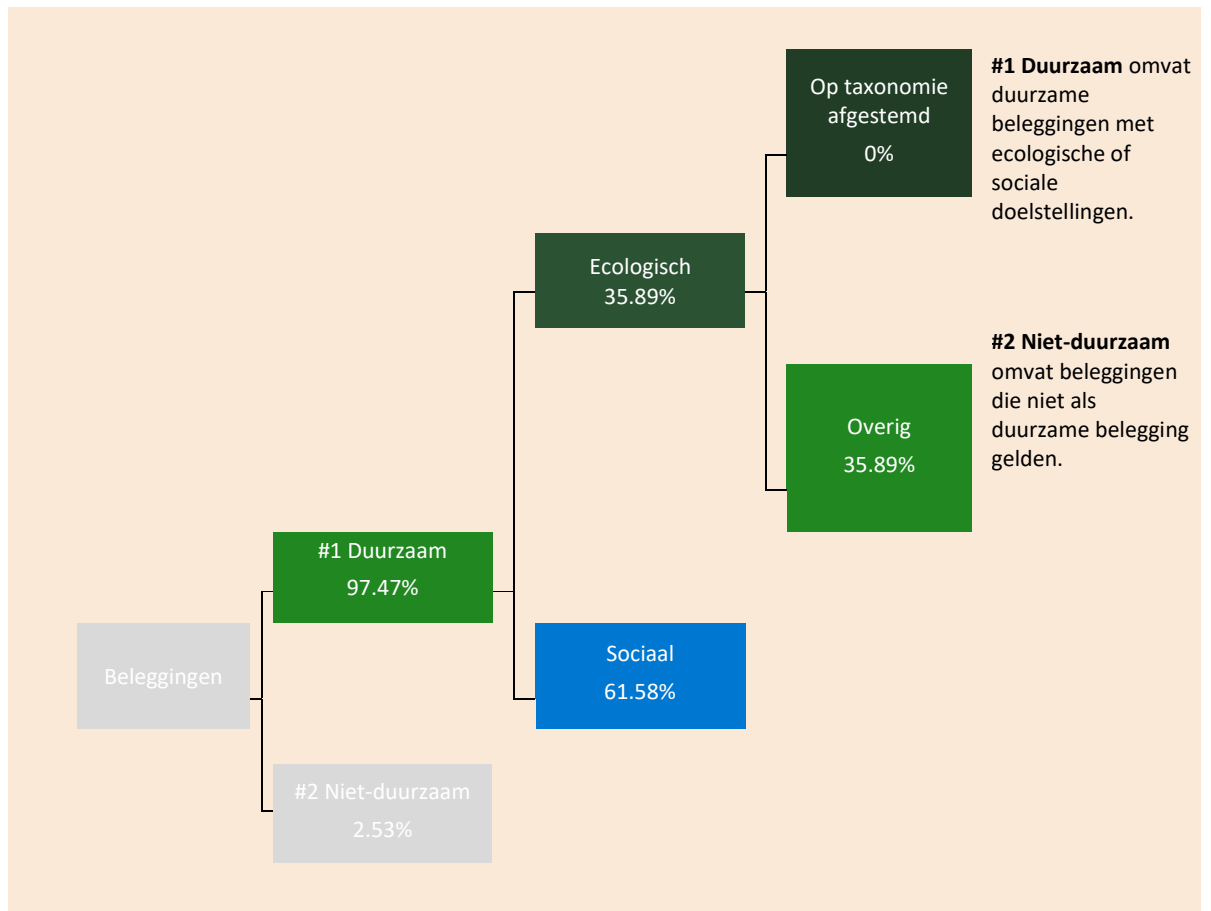 Op taxonomie
afgestemd
0%
#1 Duurzaam omvat
duurzame
beleggingen met
ecologische of
sociale
doelstellingen.
Ecologisch
35.89%
#2 Niet-duurzaam
omvat beleggingen
die niet als
duurzame belegging
gelden.
Overig
35.89%
#1 Duurzaam
97.47%
Beleggingen
Sociaal
61.58%
#2 Niet-duurzaam
2.53%